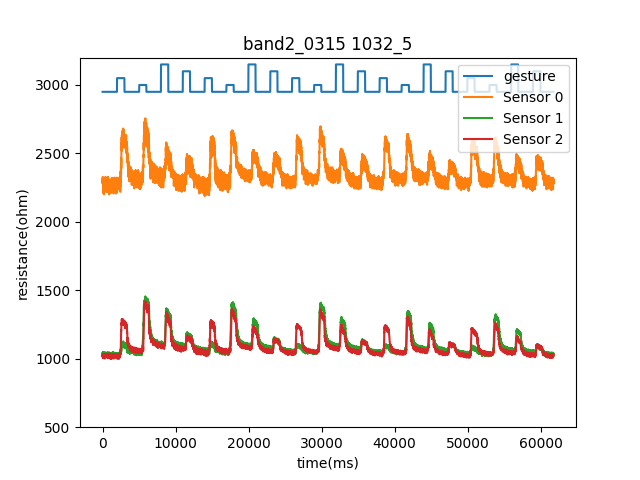 band2_0315 1032_5
gesture
Sensor 0
Sensor 1
Sensor 2
3000
2500
2000
1500
1000
500
resistance(ohm)
0 10000 20000 30000 40000 50000 60000
time(ms)